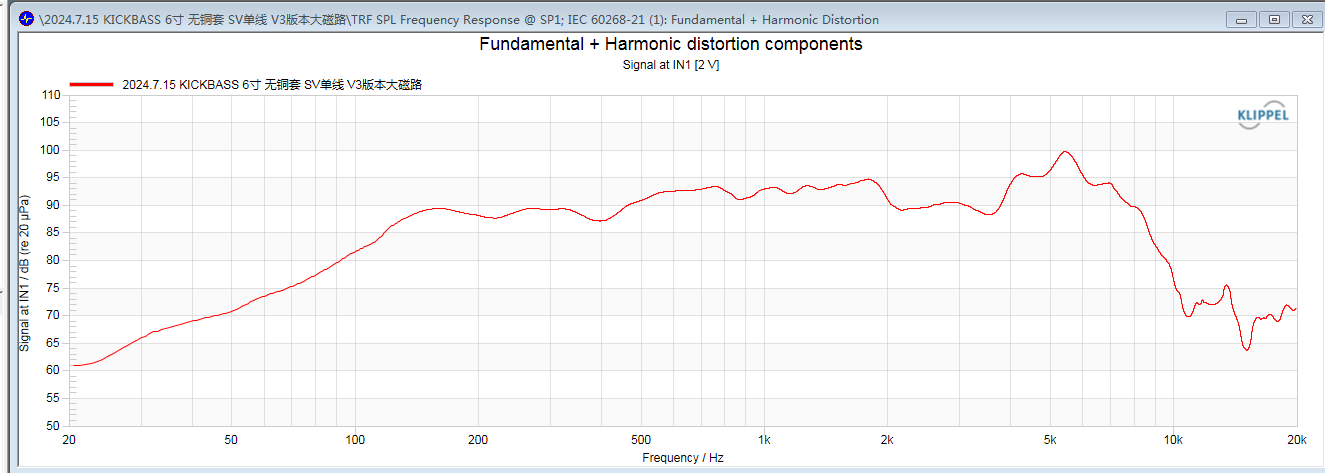 \2024.7.15 KICKBASS 6寸 无铜套 SV单线 V3版本大磁路\TRF SPL Frequency Response @ SP1; IEC 60268-21 (1): Fundamental + Harmonic Distortion
Fundamental + Harmonic distortion components
Signal at IN1 [2 V]
2024.7.15 KICKBASS 6寸 无铜套 SV单线 V3版本大磁路
KLIPPEL
Signal at IN1 / dB (re 20 µPa)
110
105
100
95
90
85
80
75
70
65
60
55
50
20 50 100 200 500 1k 2k 5k 10k 20k
Frequency / Hz